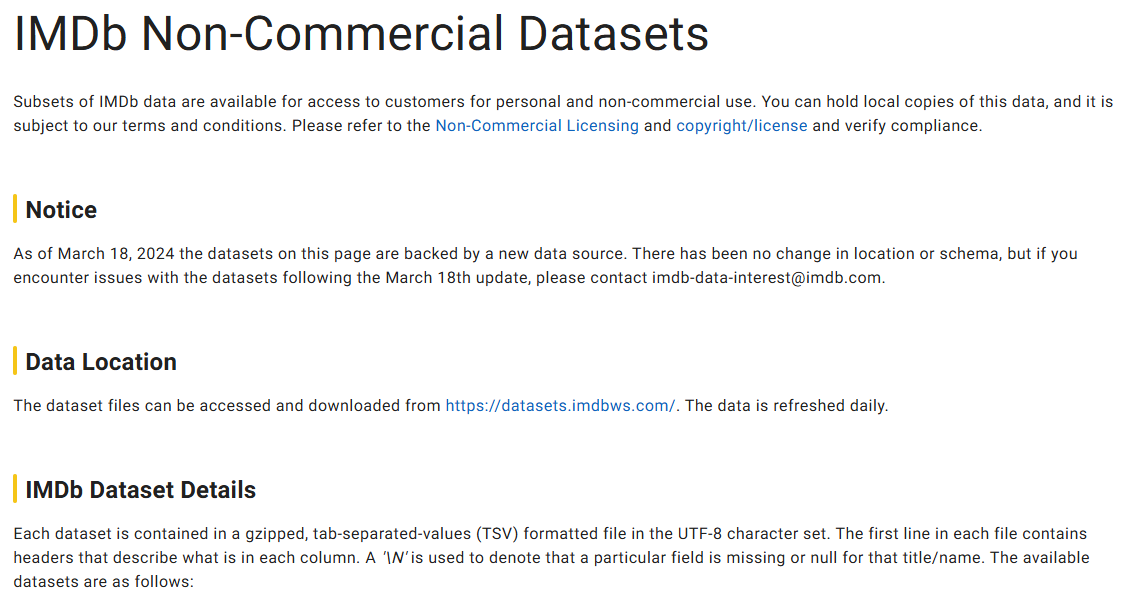 IMDb Non-Commercial Datasets
Subsets of IMDb data are available for access to customers for personal and non-commercial use. You can hold local copies of this data, and it is
subject to our terms and conditions. Please refer to the Non-Commercial Licensing and copyright/license and verify compliance.
Notice
As of March 18, 2024 the datasets on this page are backed by a new data source. There has been no change in location or schema, but if you
encounter issues with the datasets following the March 18th update, please contact imdb-data-interest@imdb.com.
Data Location
The dataset files can be accessed and downloaded from https://datasets.imdbws.com/. The data is refreshed daily.
IMDb Dataset Details
Each dataset is contained in a gzipped, tab-separated-values (TSV) formatted file in the UTF-8 character set. The first line in each file contains
headers that describe what is in each column. A '\N' is used to denote that a particular field is missing or null for that title/name. The available
datasets are as follows: